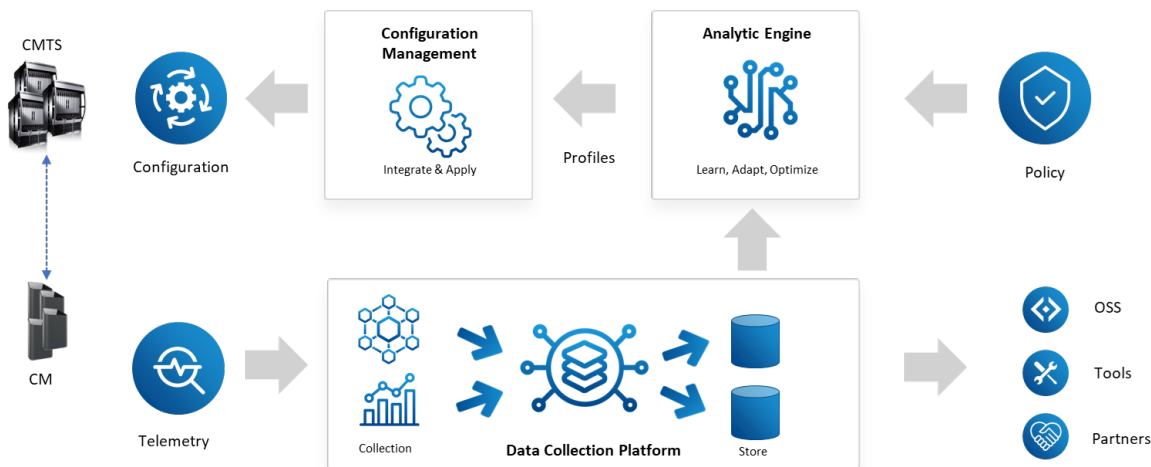 CMTS
Configuration
Management
Analytic Engine
Configuration
Integrate & Apply
Profiles
Learn, Adapt, Optimize
Policy
CM
Telemetry
Collection
Data Collection Platform
Store
OSS
Tools
Partners